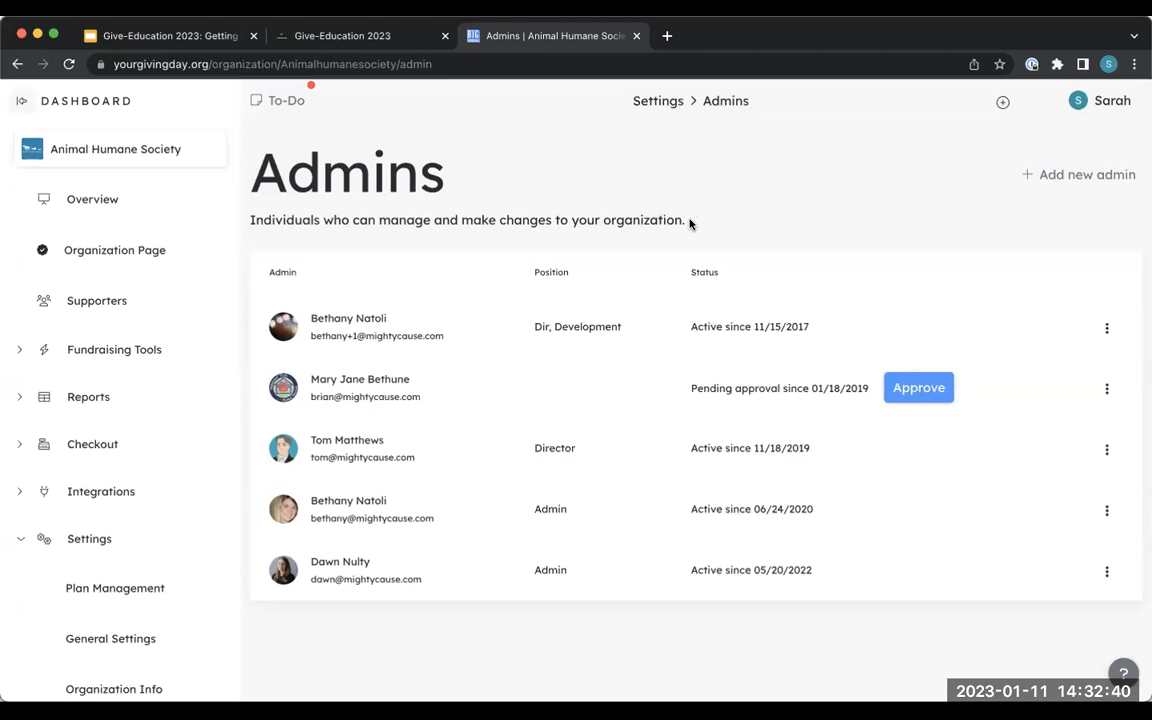 Give-Education 2023: Getting
Give-Education 2023
Admins | Animal Humane Socie
yourgivingday.org/organization/Animalhumanesociety/admin
S
DASHBOARD
To-Do
Settings > Admins
S Sarah
Animal Humane Society
Admins
+ Add new admin
Overview
Individuals who can manage and make changes to your organization.
Organization Page
Admin Position Status
Supporters
Bethany Natoli
bethany+1@mightycause.com
Dir, Development
Active since 11/15/2017
Fundraising Tools
Mary Jane Bethune
brian@mightycause.com
Pending approval since 01/18/2019
Approve
Reports
Tom Matthews
tom@mightycause.com
Director
Active since 11/18/2019
Checkout
Bethany Natoli
bethany@mightycause.com
Admin
Active since 06/24/2020
Integrations
Dawn Nulty
dawn@mightycause.com
Admin
Active since 05/20/2022
Settings
Plan Management
General Settings
Organization Info
?
2023-01-11 14:32:40